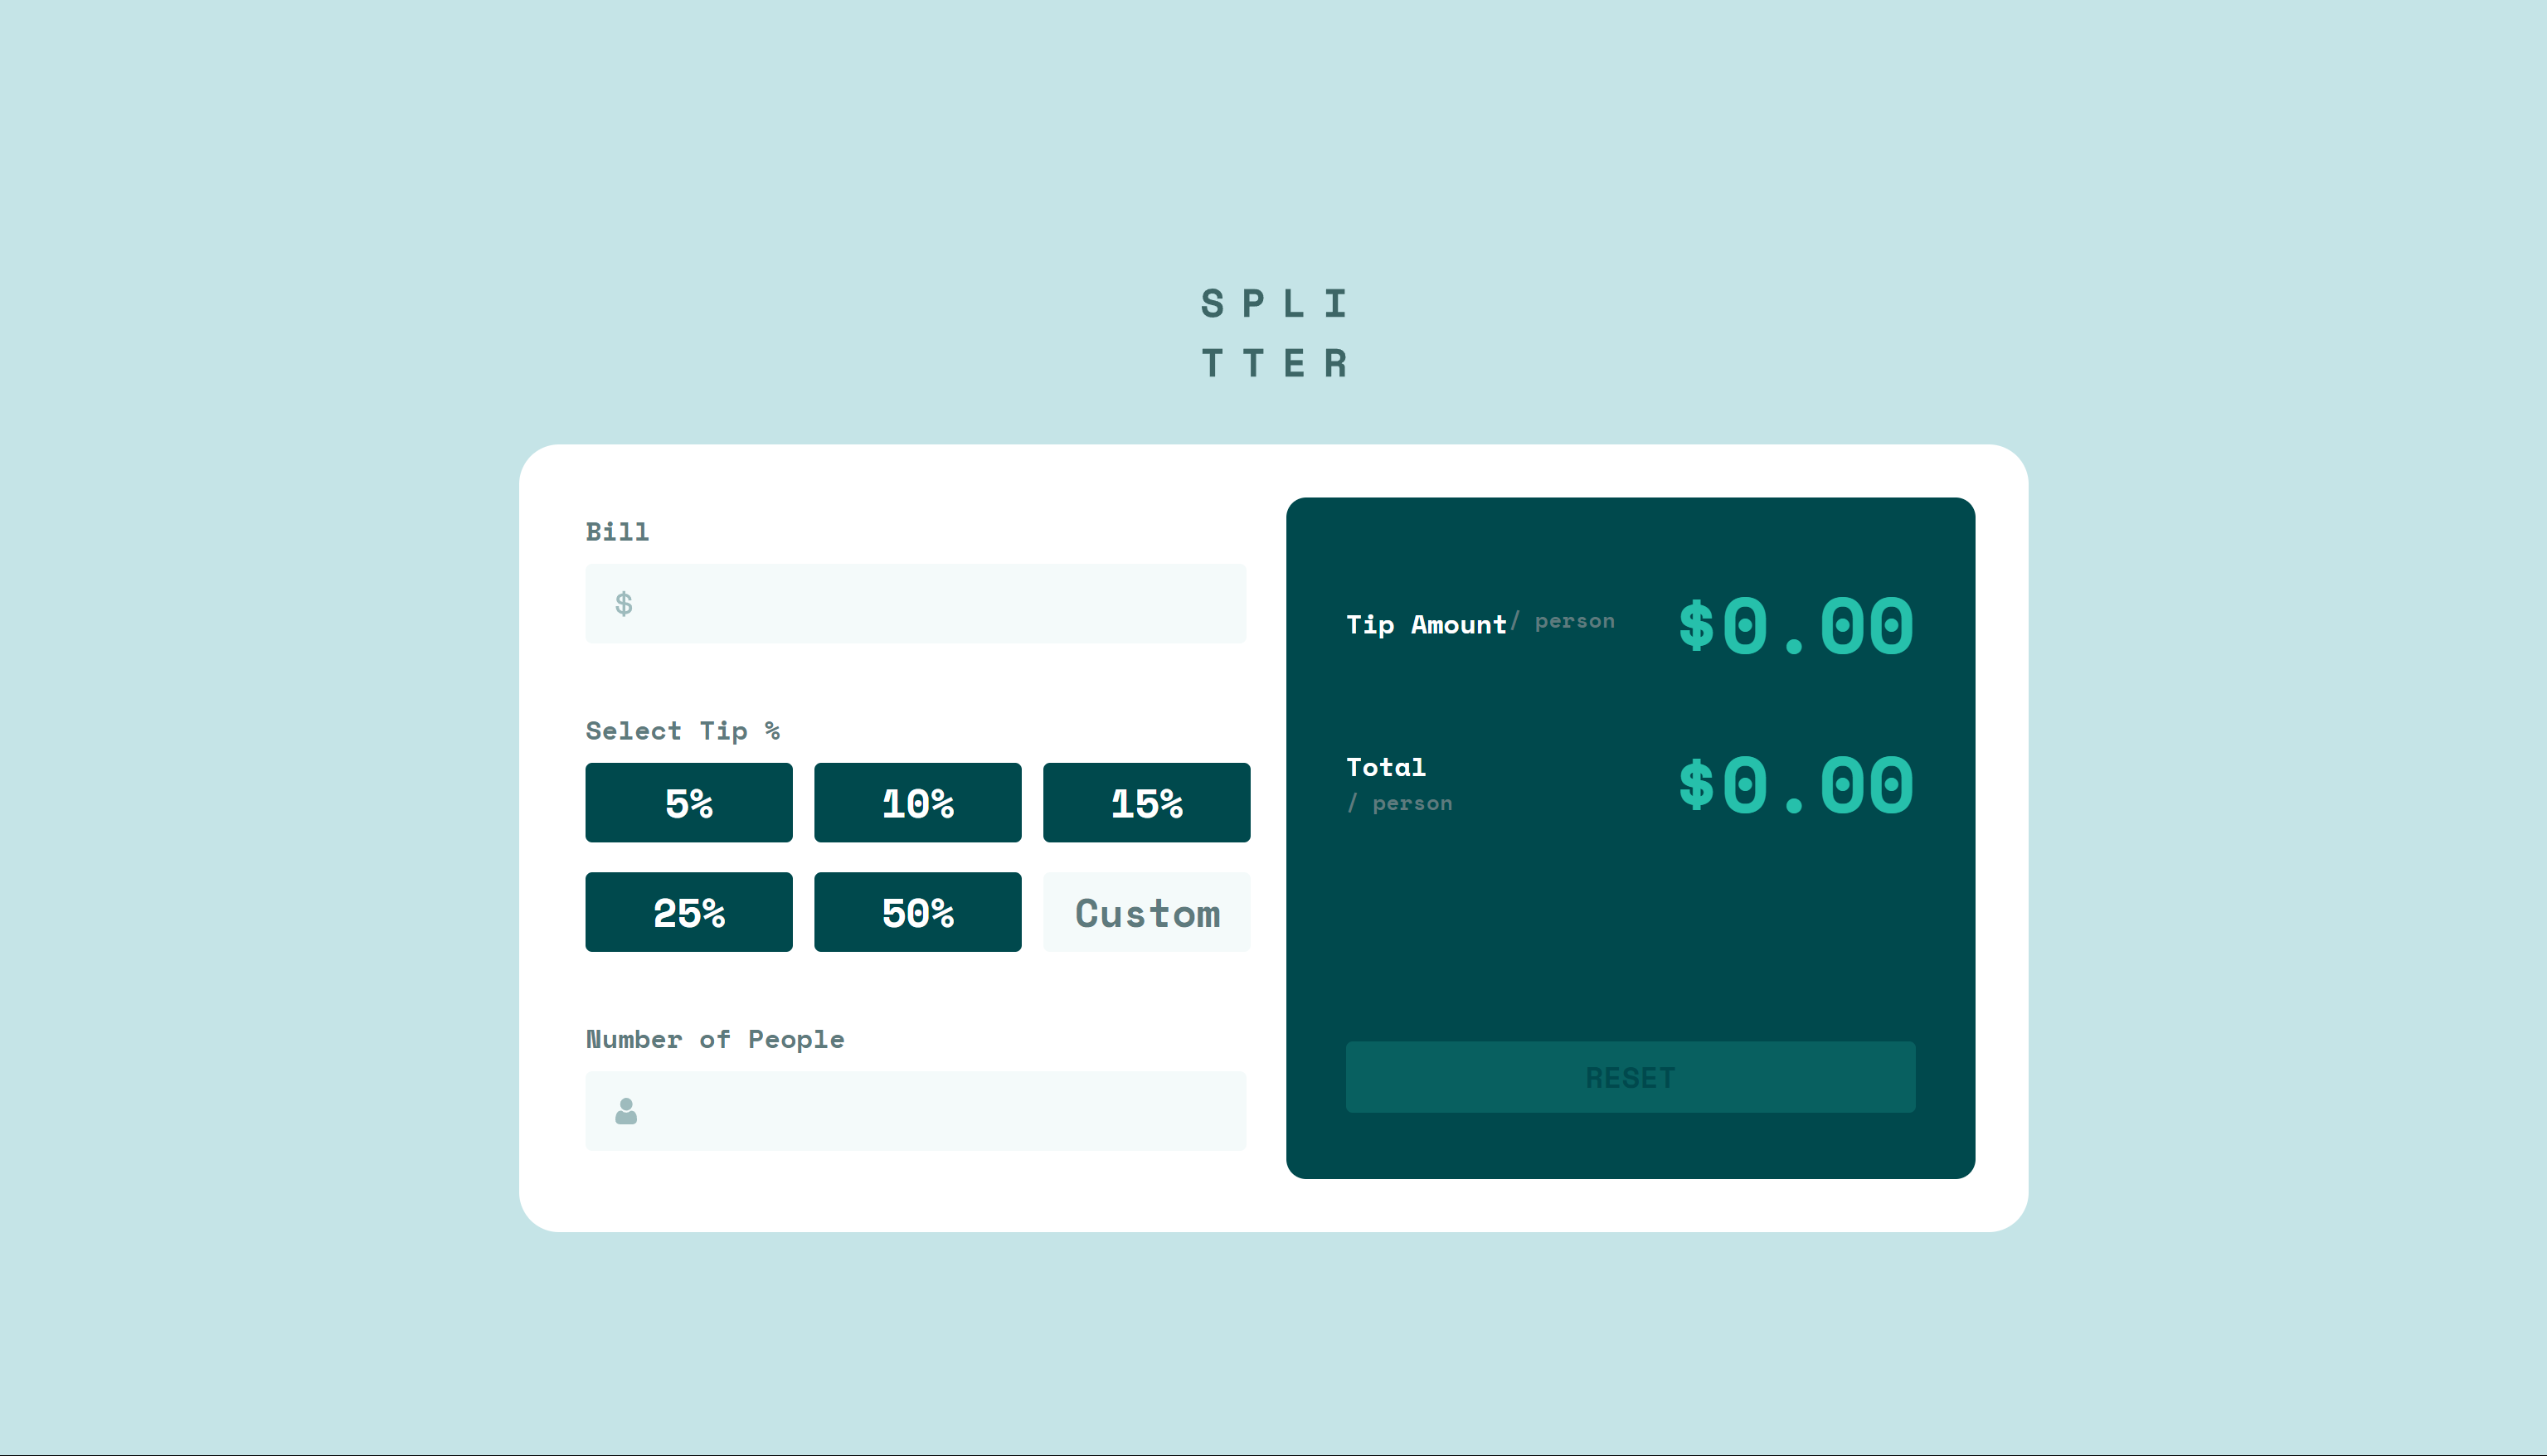 SPLI
TTER
Bill
$
Select Tip %
5% 10% 15%
25% 50% Custom
Number of People
Tip Amount/ person $0.00
Total
/ person
$0.00
RESET